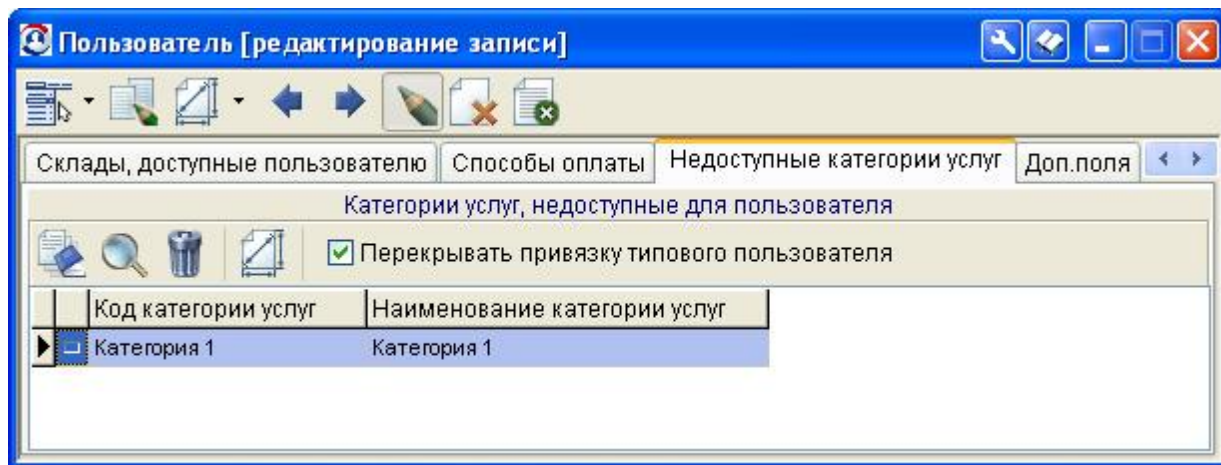 Пользователь [редактирование записи]
Склады, доступные пользователю Способы оплаты Недоступные категории услуг Доп.поля
Категории услуг, недоступные для пользователя
Перекрывать привязку типового пользователя
Код категории услуг Наименование категории услуг
Категория 1 Категория 1